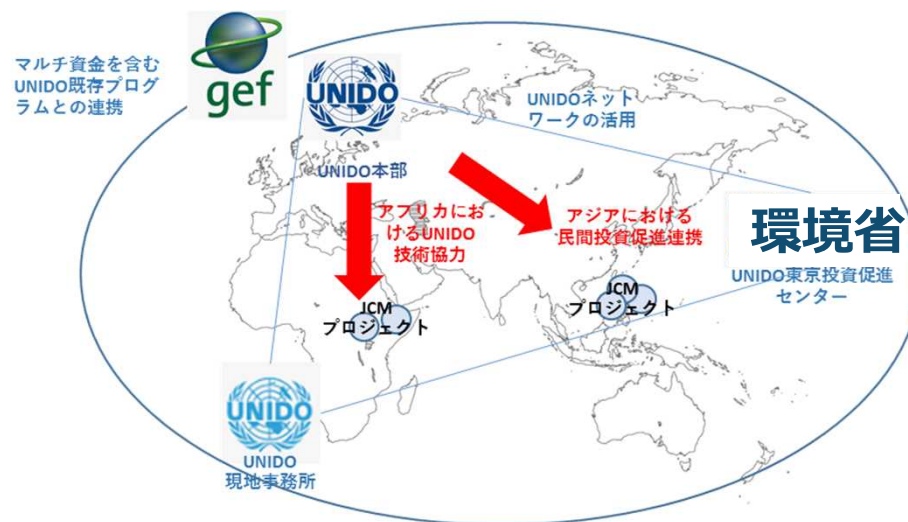 マルチ資金を含む
UNIDO既存プログ
ラムとの連携
gef
UNIDO
UNIDO本部
UNIDOネット
ワークの活用
アフリカにお
けるUNIDO
技術協力
アジアにおける
民間投資促進連携
環境省
UNIDO東京投資促進
センター
JCM
プロジェクト
JCM
プロジェクト
UNIDO
UNIDO
現地事務所